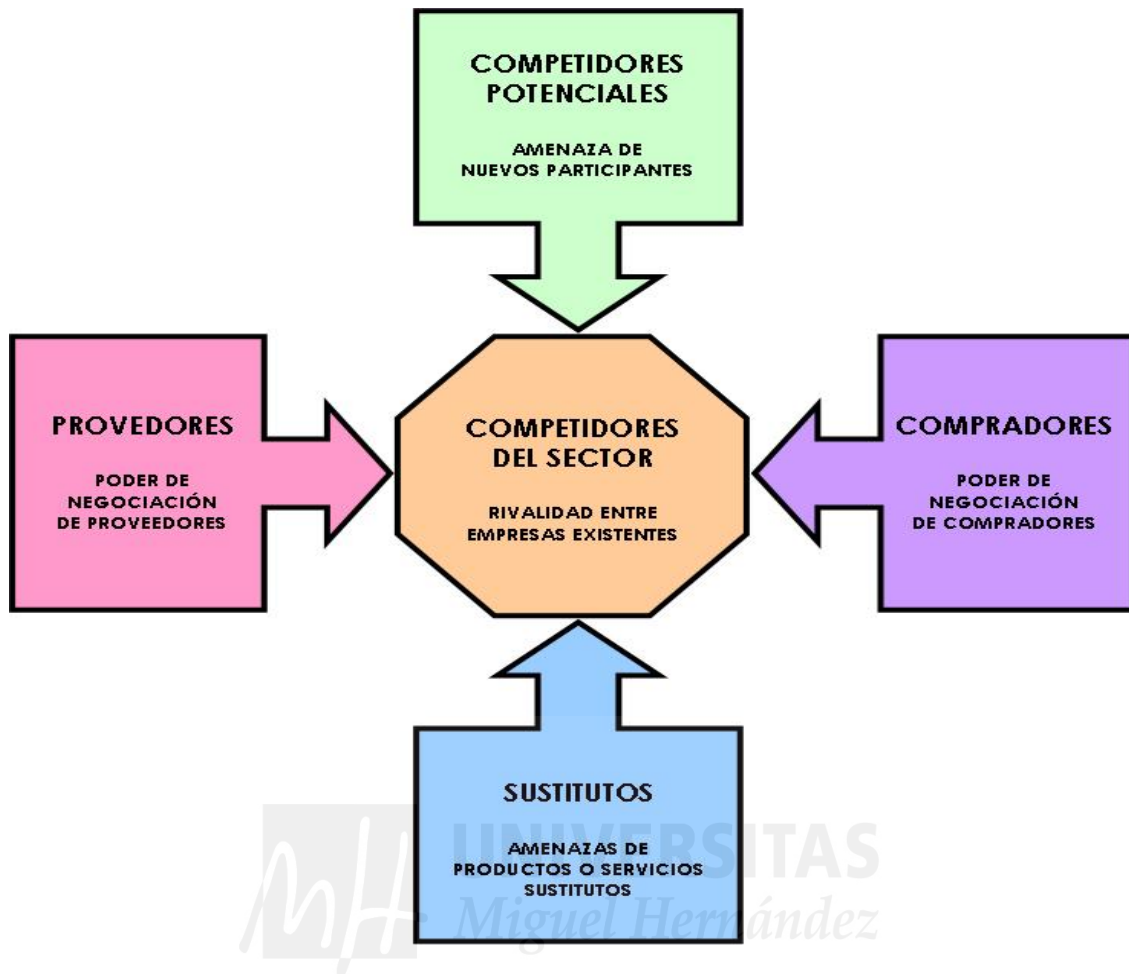 COMPETIDORES
POTENCIALES
AMENAZA DE
NUEVOS PARTICIPANTES
PROVEDORES
PODER DE
NEGOCIACIÓN
DE PROVEEDORES
COMPETIDORES
DEL SECTOR
RIVALIDAD ENTRE
EMPRESAS EXISTENTES
COMPRADORES
PODER DE
NEGOCIACIÓN
DE COMPRADORES
SUSTITUTOS
AMENAZAS DE
PRODUCTOS O SERVICIOS
SUSTITUTOS
UNIVERSITAS
Miguel Hernández